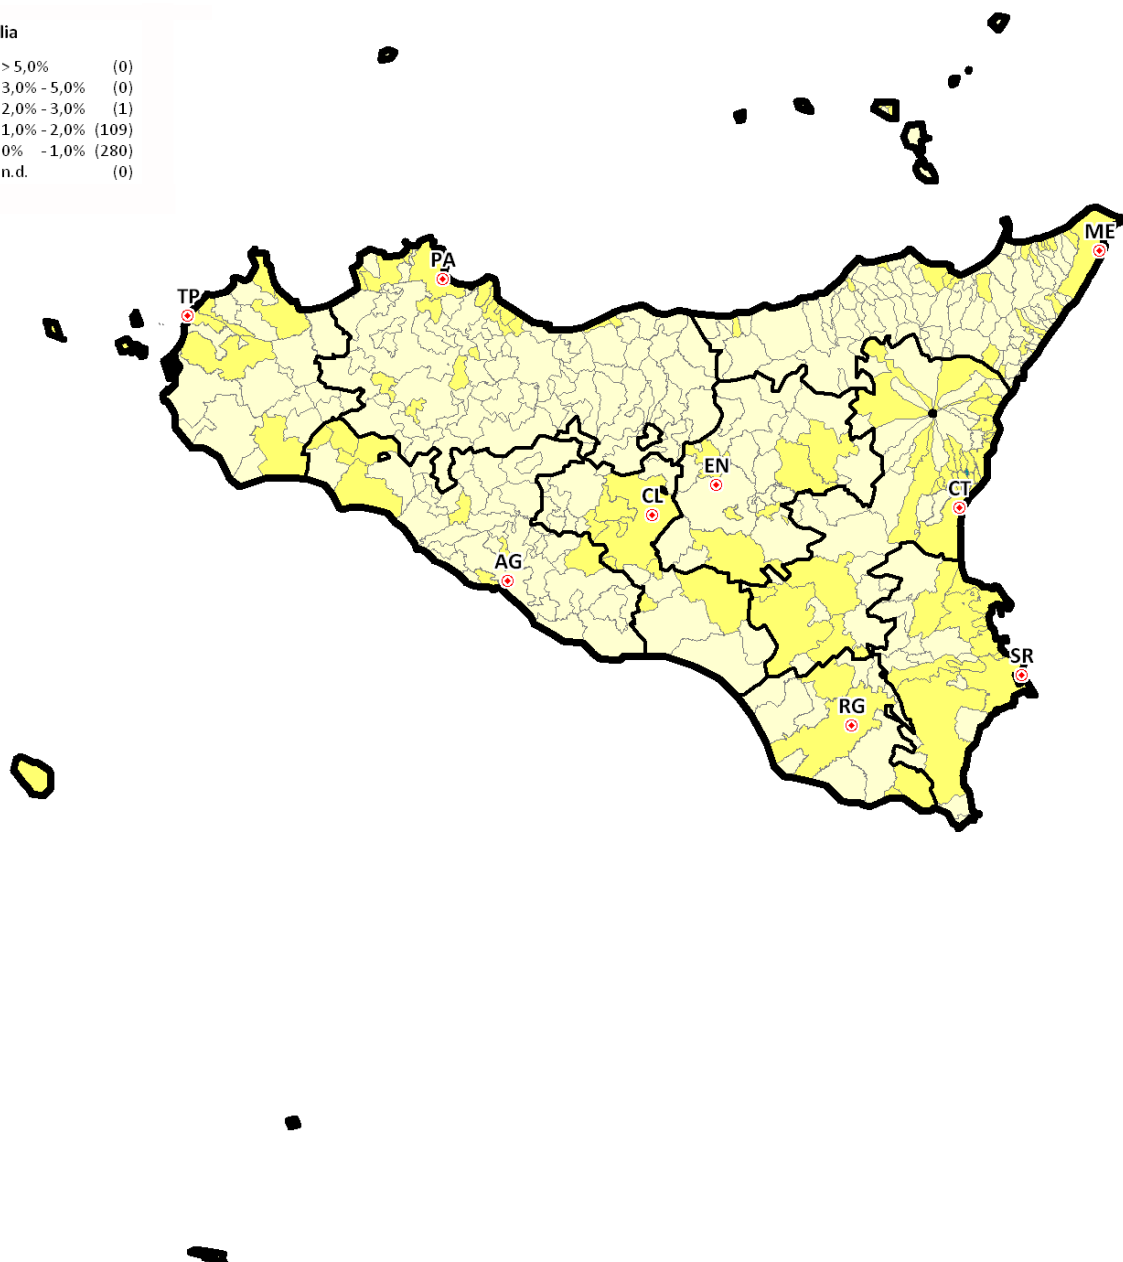 lia
> 5,0% (0)
3,0% - 5,0% (0)
2,0% - 3,0% (1)
1,0% - 2,0% (109)
0% - 1,0% (280)
n.d. (0)
ME
PA
TP
EN
CL
CT
AG
SR
RG